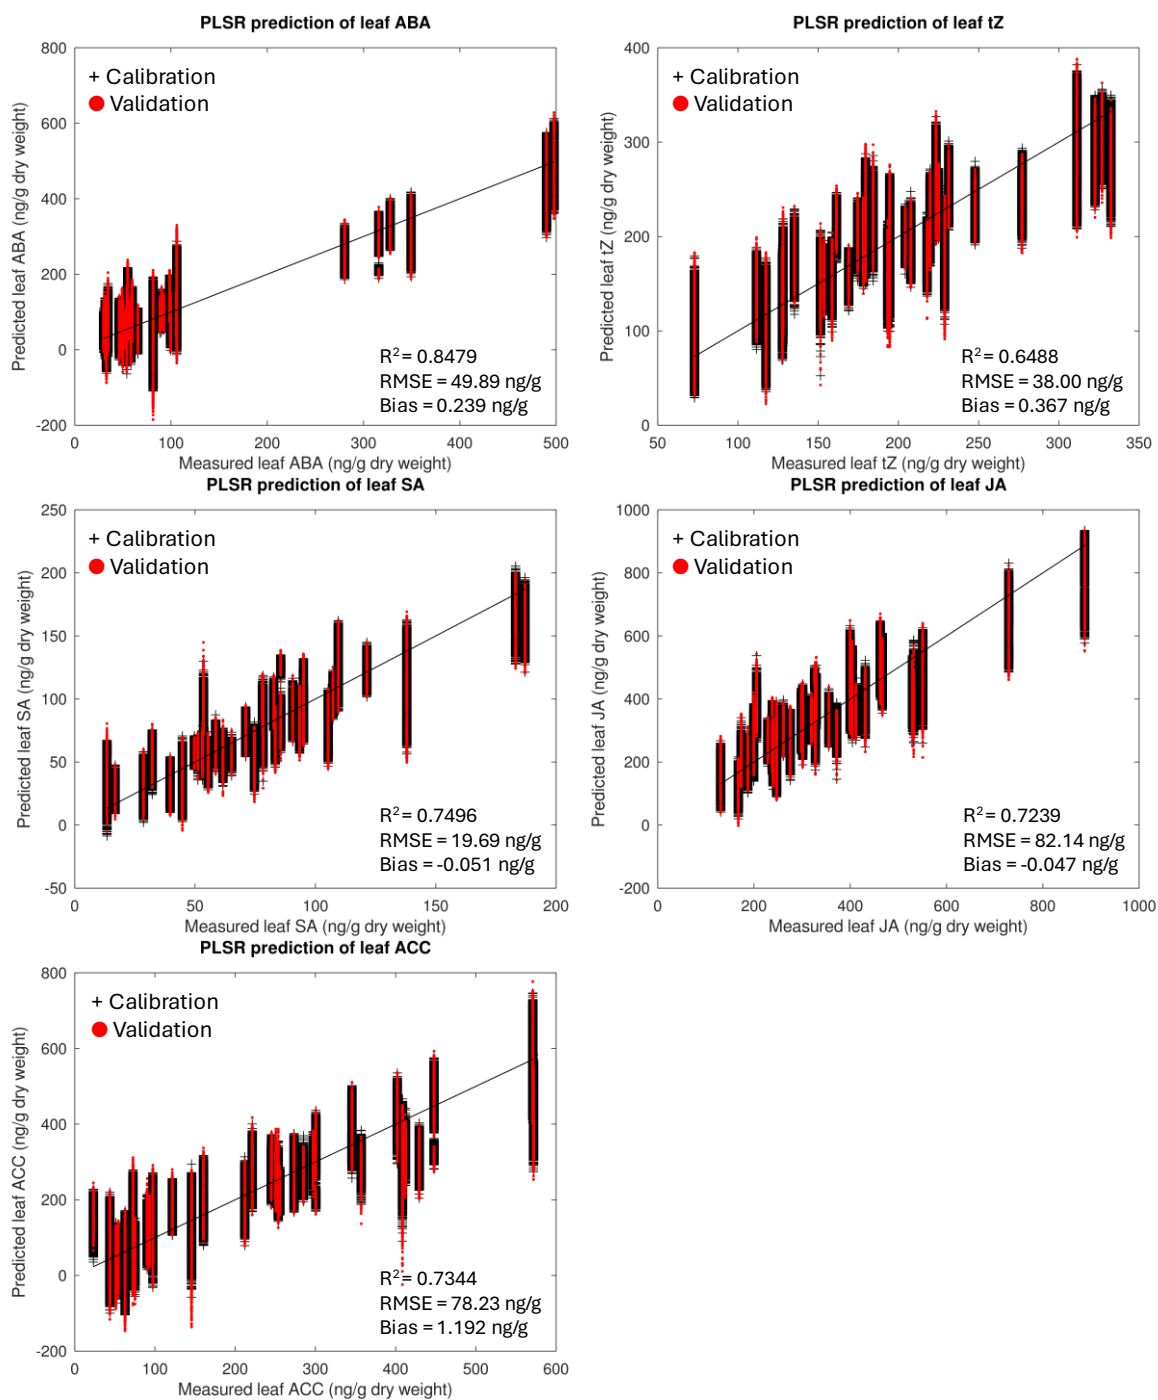 PLSR prediction of leaf ABA
+ Calibration
Validation
800
600
400
200
0
-200
Predicted leaf ABA (ng/g dry weight)
R² = 0.8479
RMSE = 49.89 ng/g
Bias = 0.239 ng/g
0 100 200 300 400 500
Measured leaf ABA (ng/g dry weight)
PLSR prediction of leaf tZ
+ Calibration
Validation
400
300
200
100
0
Predicted leaf tZ (ng/g dry weight)
R² = 0.6488
RMSE = 38.00 ng/g
Bias = 0.367 ng/g
50 100 150 200 250 300 350
Measured leaf tZ (ng/g dry weight)
PLSR prediction of leaf SA
+ Calibration
Validation
250
200
150
100
50
0
-50
Predicted leaf SA (ng/g dry weight)
R² = 0.7496
RMSE = 19.69 ng/g
Bias = -0.051 ng/g
0 50 100 150 200
Measured leaf SA (ng/g dry weight)
PLSR prediction of leaf JA
+ Calibration
Validation
1000
800
600
400
200
0
-200
Predicted leaf JA (ng/g dry weight)
R² = 0.7239
RMSE = 82.14 ng/g
Bias = -0.047 ng/g
0 200 400 600 800 1000
Measured leaf JA (ng/g dry weight)
PLSR prediction of leaf ACC
+ Calibration
Validation
800
600
400
200
0
-200
Predicted leaf ACC (ng/g dry weight)
R² = 0.7344
RMSE = 78.23 ng/g
Bias = 1.192 ng/g
0 100 200 300 400 500 600
Measured leaf ACC (ng/g dry weight)